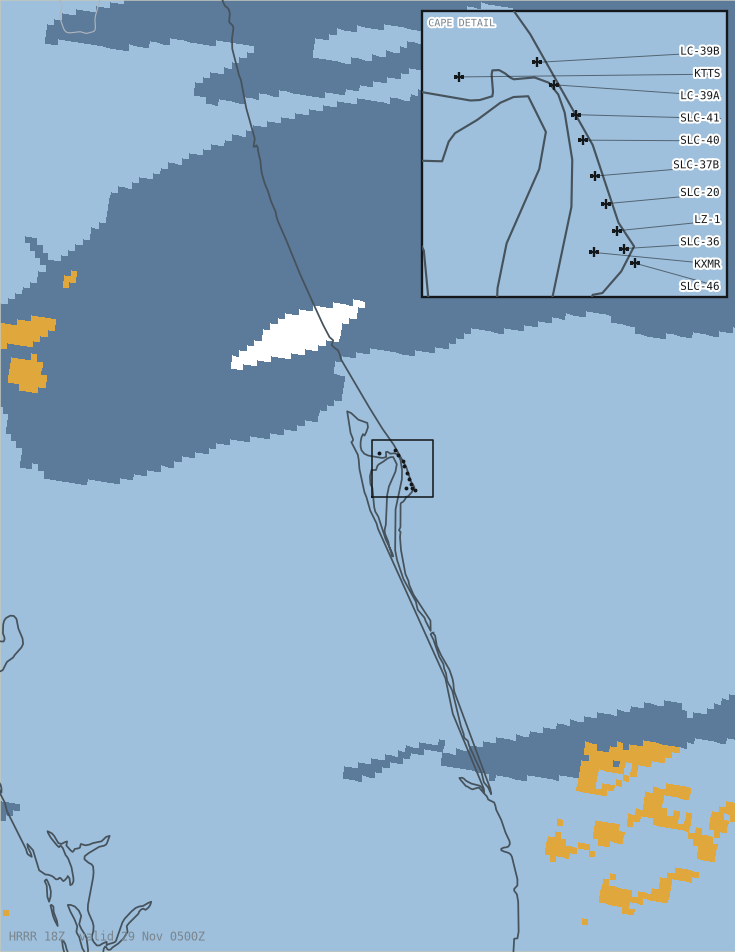 CAPE DETAIL
LC-39B
KTTS
LC-39A
SLC-41
SLC-40
SLC-37B
SLC-20
LZ-1
SLC-36
KXMR
SLC-46
HRRR 18Z  valid 29 Nov 0500Z